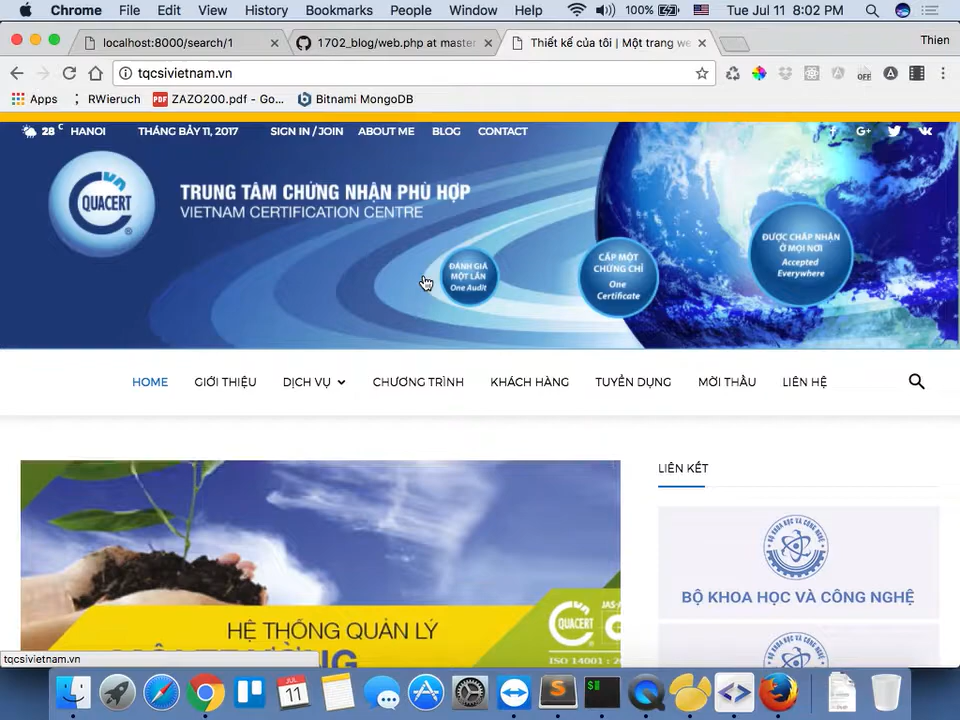 Chrome File Edit View History Bookmarks People Window Help 100% Tue Jul 11 8:02 PM
localhost:8000/search/1
1702_blog/web.php at maste
Thiết kế của tôi | Một trang we
Thien
tqcsivietnam.vn
Apps
RWieruch
PDF ZAZO200.pdf - Go...
Bitnami MongoDB
OFF
28 C HANOI
THÁNG BẢY 11, 2017
SIGN IN / JOIN
ABOUT ME
BLOG
CONTACT
G+
QUACERT
TRUNG TÂM CHỨNG NHẬN PHÙ HỢP
VIETNAM CERTIFICATION CENTRE
ĐÁNH GIÁ
MỘT LẦN
One Audit
CẤP MỘT
CHỨNG CHỈ
One
Certificate
ĐƯỢC CHẤP NHẬN
Ở MỌI NƠI
Accepted
Everywhere
HOME GIỚI THIỆU DỊCH VỤ CHƯƠNG TRÌNH KHÁCH HÀNG TUYỂN DỤNG MỜI THẦU LIÊN HỆ
LIÊN KẾT
BỘ KHOA HỌC VÀ CÔNG NGHỆ
HỆ THỐNG QUẢN LÝ
QUACERT
ISO 14001
tqcsivietnam.vn
JUL
11